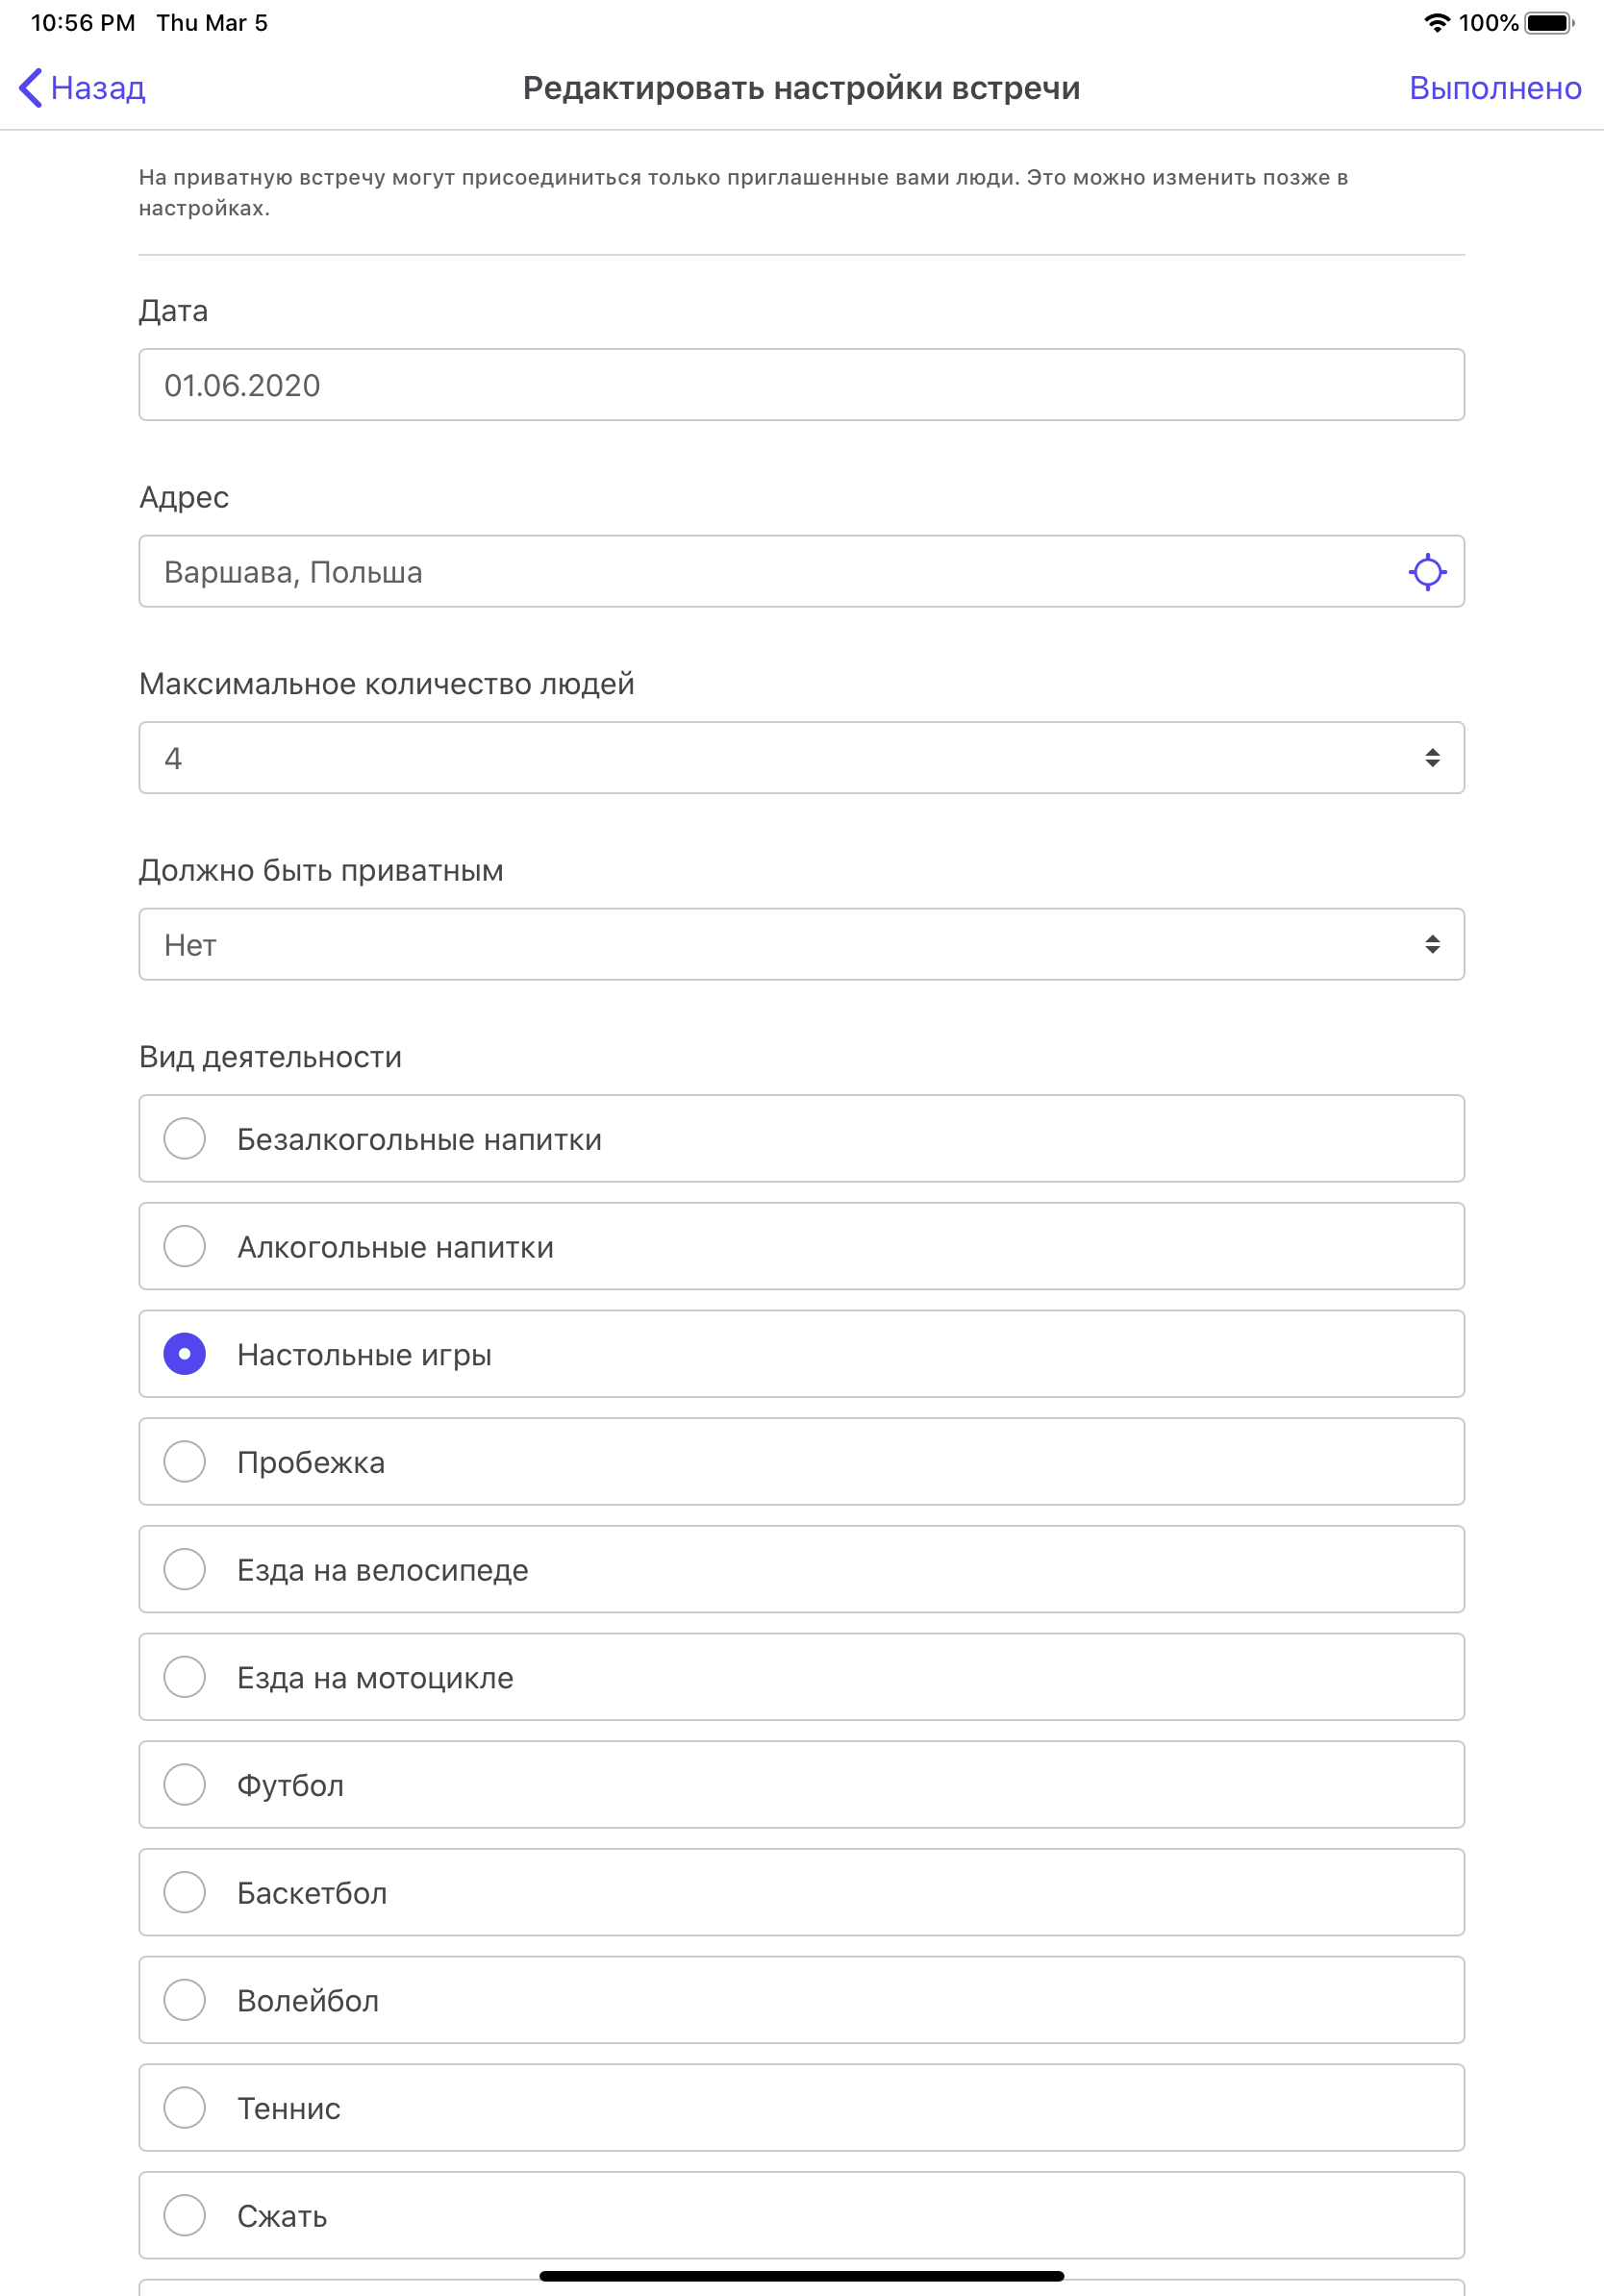 10:56 PM Thu Mar 5 100%
Назад Редактировать настройки встречи Выполнено
На приватную встречу могут присоединиться только приглашенные вами люди. Это можно изменить позже в
настройках.
Дата
01.06.2020
Адрес
Варшава, Польша
Максимальное количество людей
4
Должно быть приватным
Нет
Вид деятельности
Безалкогольные напитки
Алкогольные напитки
Настольные игры
Пробежка
Езда на велосипеде
Езда на мотоцикле
Футбол
Баскетбол
Волейбол
Теннис
Сжать